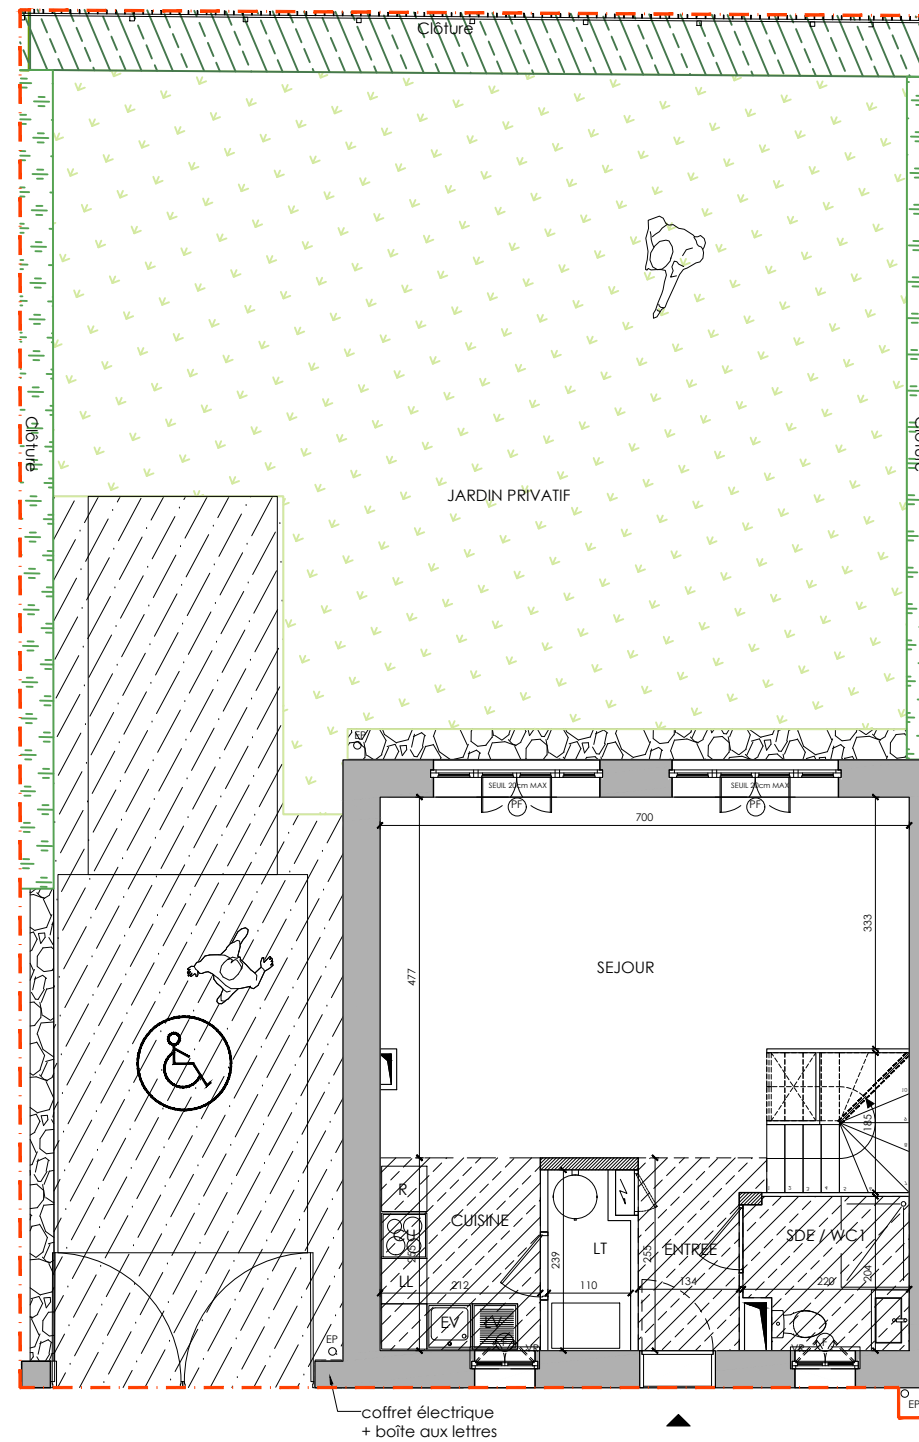 Clôture
Clôture
JARDIN PRIVATIF
EP
SEUIL 20cm MAX
SEUIL 20cm MAX
PF
PF
700
333
477
SEJOUR
185
R
CUISINE
LT
ENTREE
SDE / WC1
239
255
204
LL
212
110
134
220
EV
LV
EP
EP
coffret électrique
+ boîte aux lettres